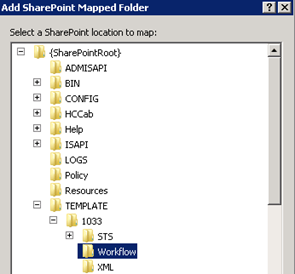 Add SharePoint Mapped Folder
Select a SharePoint location to map:
{SharePointRoot}
ADMISAPI
BIN
CONFIG
HCCab
Help
ISAPI
LOGS
Policy
Resources
TEMPLATE
1033
STS
Workflow
XML